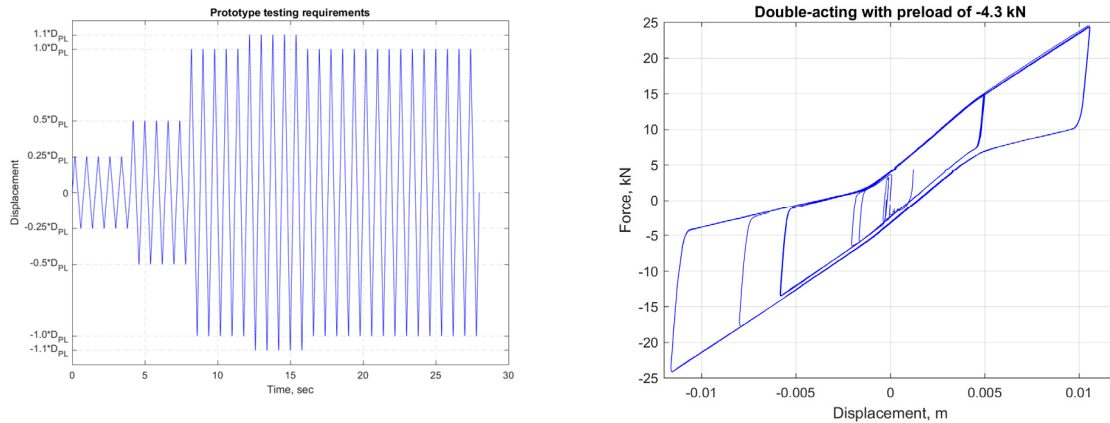 Prototype testing requirements
1.1*D_PL
1.0*D_PL
0.5*D_PL
0.25*D_PL
0
-0.25*D_PL
-0.5*D_PL
-1.0*D_PL
-1.1*D_PL
Displacement
0 5 10 15 20 25 30
Time, sec
Double-acting with preload of -4.3 kN
25
20
15
10
5
0
-5
-10
-15
-20
-25
Force, kN
-0.01 -0.005 0 0.005 0.01
Displacement, m